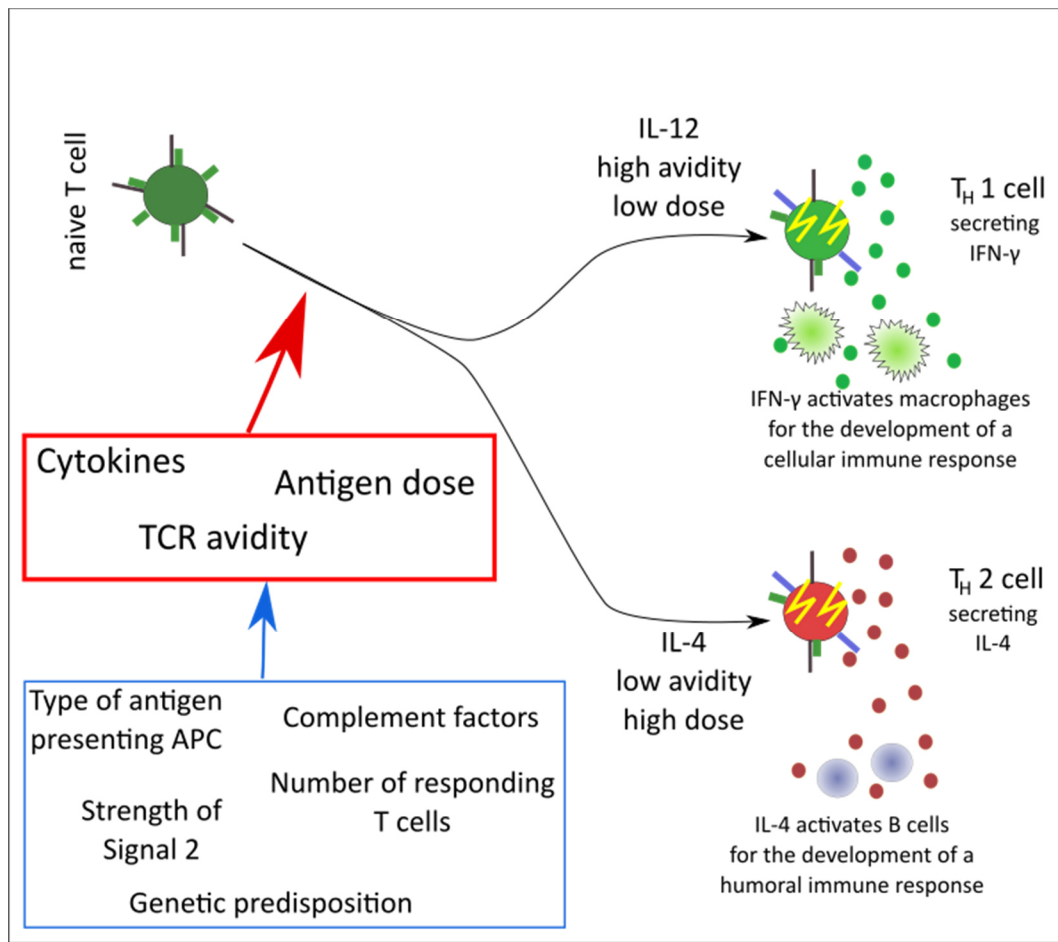 naive T cell
IL-12
high avidity
low dose
T_H 1 cell
secreting
IFN-γ
IFN-γ activates macrophages
for the development of a
cellular immune response
Cytokines
Antigen dose
TCR avidity
IL-4
low avidity
high dose
T_H 2 cell
secreting
IL-4
IL-4 activates B cells
for the development of a
humoral immune response
Type of antigen
presenting APC
Complement factors
Number of responding
T cells
Strength of
Signal 2
Genetic predisposition